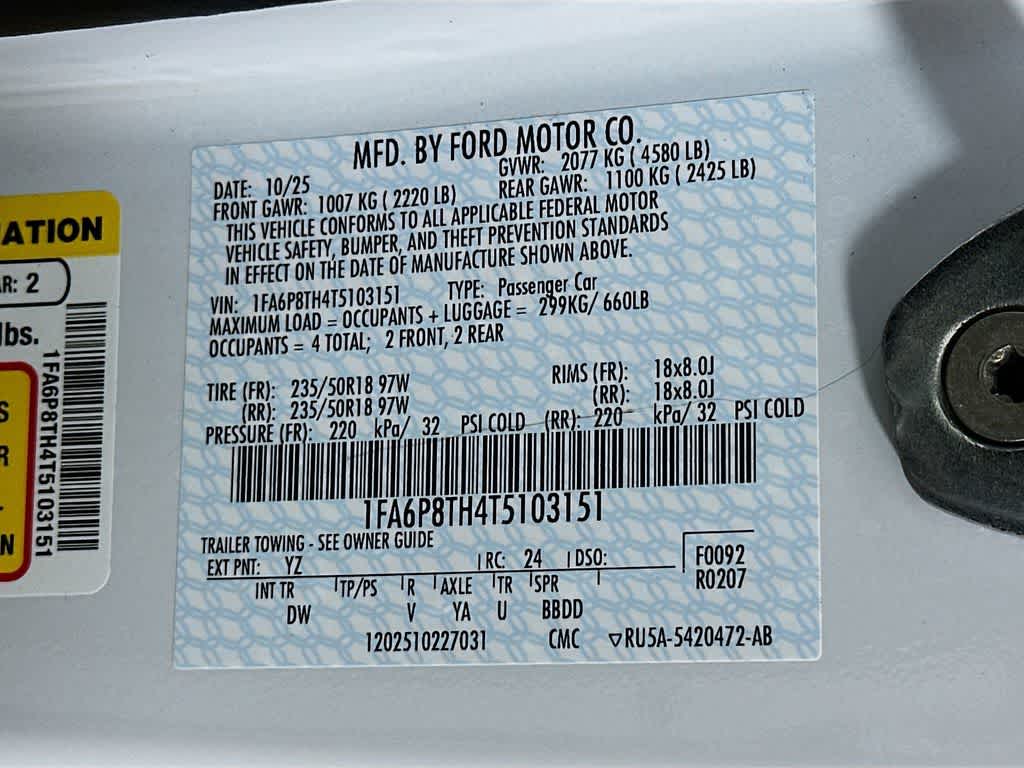 MFD. BY FORD MOTOR CO.
DATE: 10/25 GVWR: 2077 KG ( 4580 LB)
FRONT GAWR: 1007 KG ( 2220 LB) REAR GAWR: 1100 KG ( 2425 LB)
THIS VEHICLE CONFORMS TO ALL APPLICABLE FEDERAL MOTOR
VEHICLE SAFETY, BUMPER, AND THEFT PREVENTION STANDARDS
IN EFFECT ON THE DATE OF MANUFACTURE SHOWN ABOVE.
VIN: 1FA6P8TH4T5103151 TYPE: Passenger Car
MAXIMUM LOAD = OCCUPANTS + LUGGAGE = 299KG/ 660LB
OCCUPANTS = 4 TOTAL; 2 FRONT, 2 REAR
TIRE (FR): 235/50R18 97W RIMS (FR): 18x8.0J
(RR): 235/50R18 97W (RR): 18x8.0J
PRESSURE (FR): 220 kPa/ 32 PSI COLD (RR): 220 kPa/ 32 PSI COLD
1FA6P8TH4T5103151
TRAILER TOWING - SEE OWNER GUIDE
EXT PNT: YZ RC: 24 DSO: F0092
R0207
INT TR TP/PS R AXLE TR SPR
DW V YA U BBDD
1202510227031 CMC ▽RU5A-5420472-AB
ATION
AR: 2
lbs.
1FA6P8TH4T5103151
S
R
N